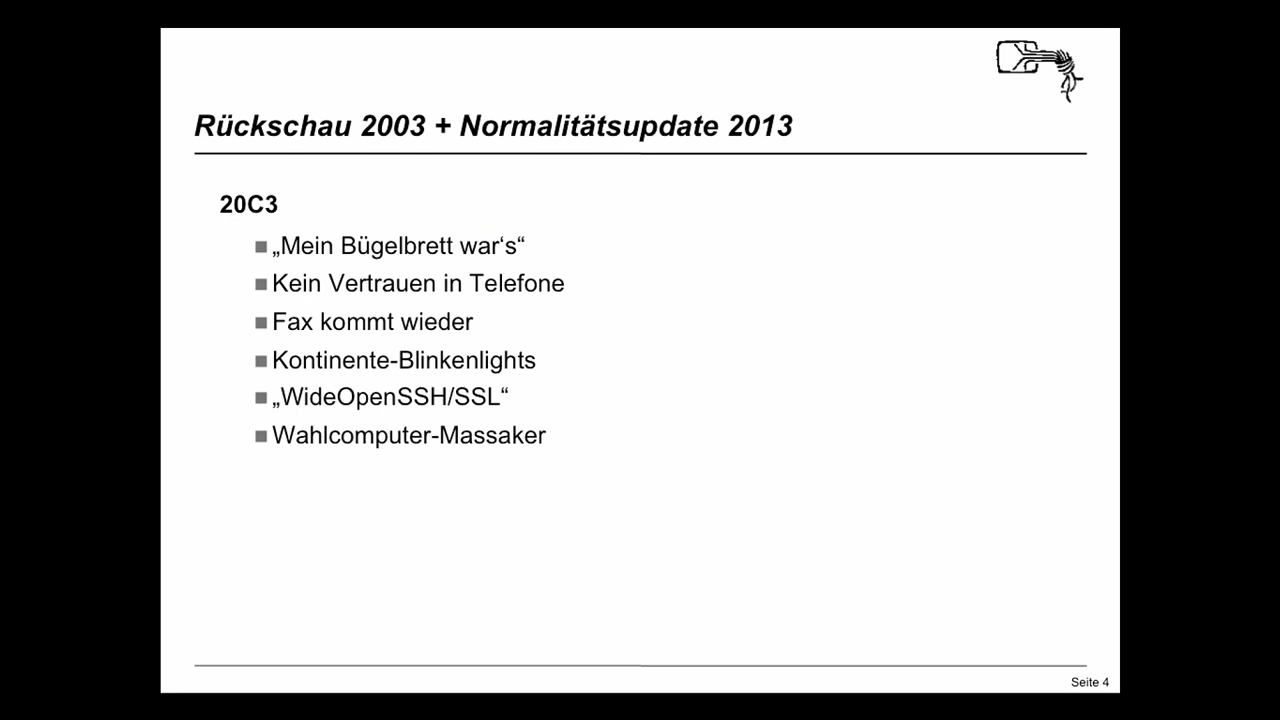 Rückschau 2003 + Normalitätsupdate 2013
20C3
„Mein Bügelbrett war‘s“
Kein Vertrauen in Telefone
Fax kommt wieder
Kontinente-Blinkenlights
„WideOpenSSH/SSL“
Wahlcomputer-Massaker
Seite 4